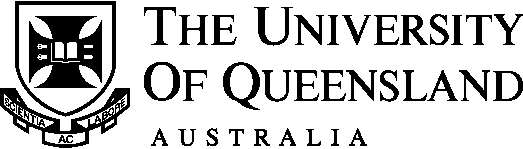 THE UNIVERSITY
OF QUEENSLAND
AUSTRALIA
SCIENTIA AC LABORE